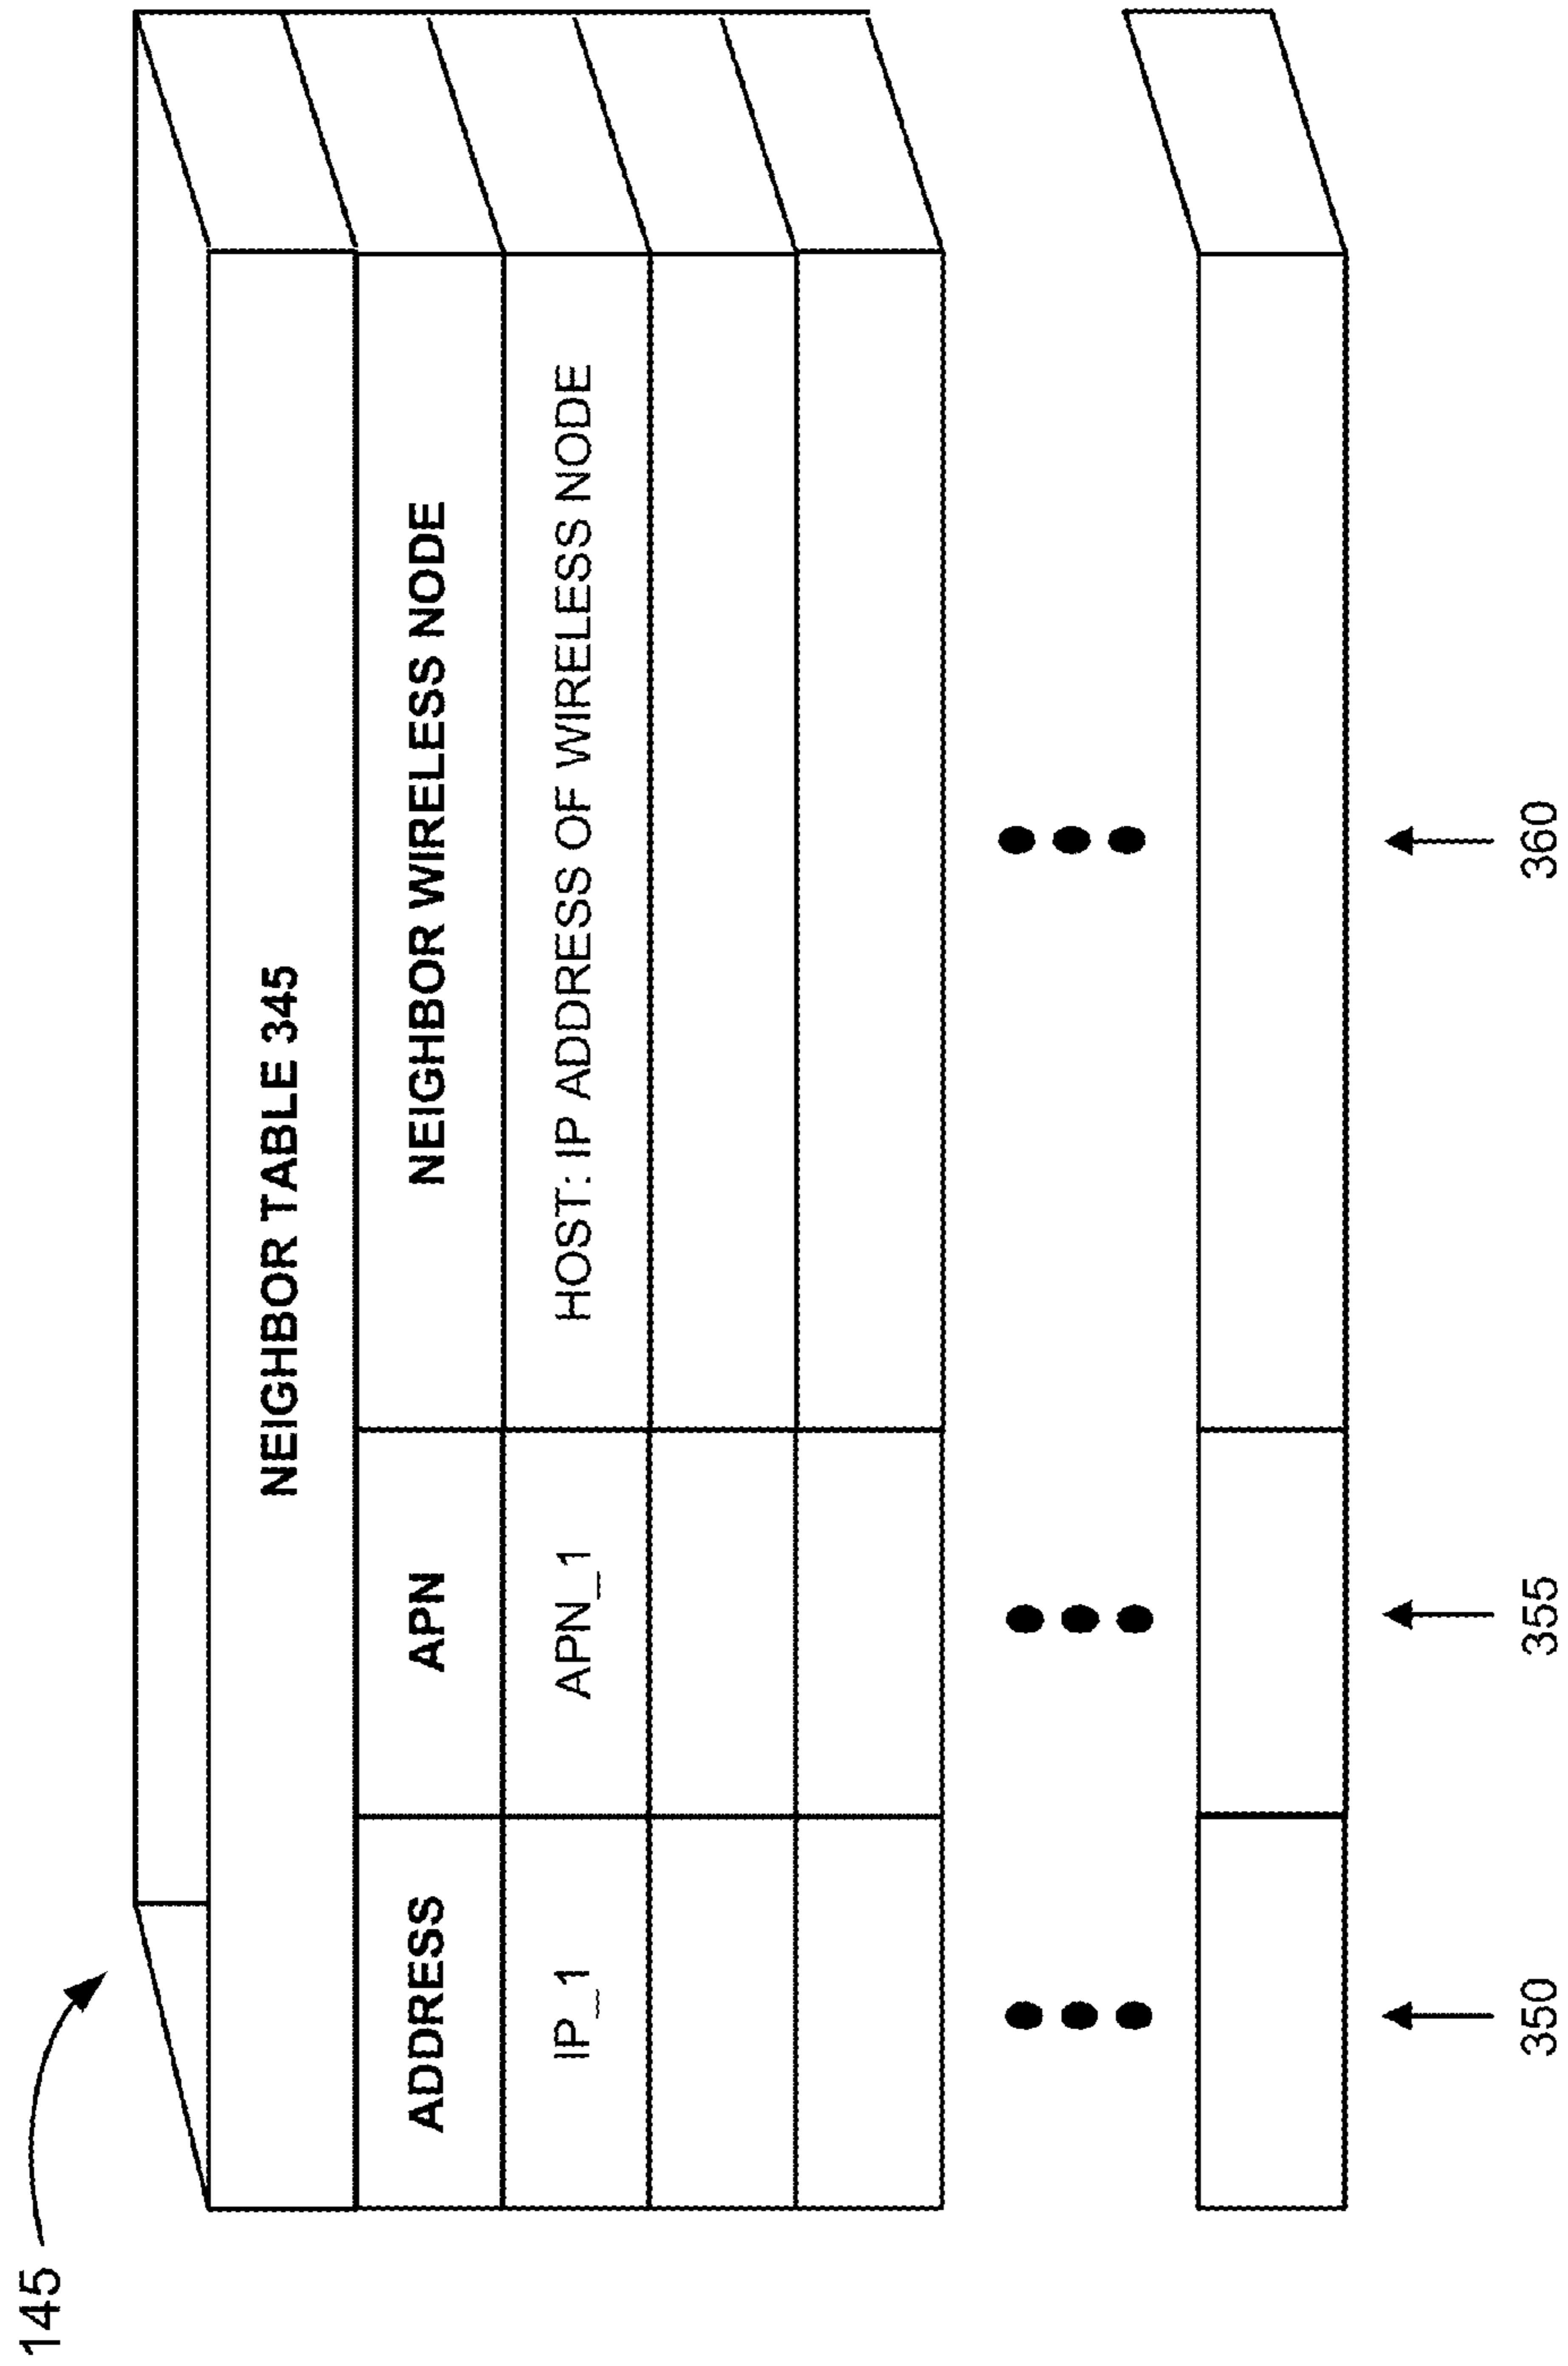 145
NEIGHBOR TABLE 345
ADDRESS
APN
NEIGHBOR WIRELESS NODE
IP_1
APN_1
HOST: IP ADDRESS OF WIRELESS NODE
350
355
360